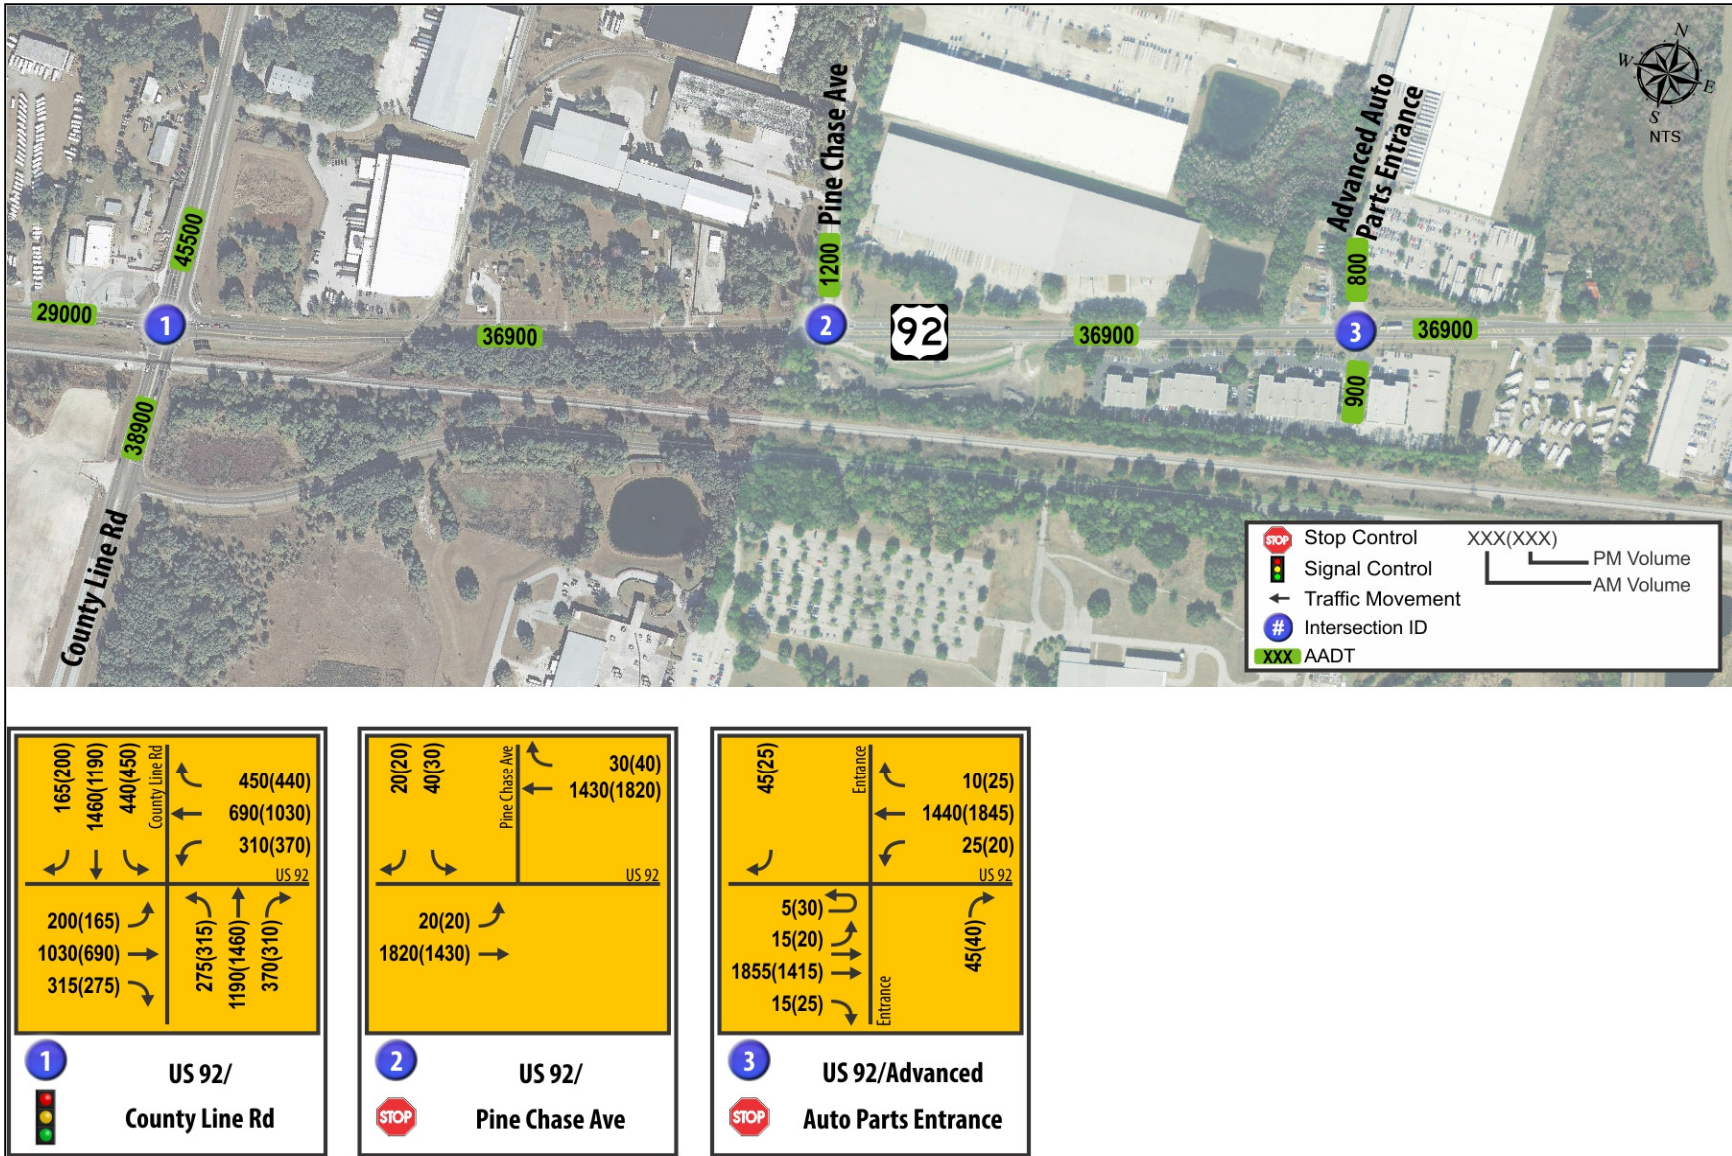 N
W
E
S
NTS
Pine Chase Ave
Advanced Auto
Parts Entrance
45500
1200
800
29000
1
36900
2
92
36900
3
36900
900
38900
County Line Rd
STOP Stop Control
Signal Control
Traffic Movement
# Intersection ID
XXX AADT
XXX(XXX)
PM Volume
AM Volume
165(200)
1460(1190)
440(450)
County Line Rd
450(440)
690(1030)
310(370)
US 92
200(165)
1030(690)
315(275)
275(315)
1190(1460)
370(310)
1
US 92/
County Line Rd
20(20)
40(30)
Pine Chase Ave
30(40)
1430(1820)
US 92
20(20)
1820(1430)
2
US 92/
STOP
Pine Chase Ave
45(25)
Entrance
10(25)
1440(1845)
25(20)
US 92
5(30)
15(20)
1855(1415)
15(25)
Entrance
45(40)
3
US 92/Advanced
STOP
Auto Parts Entrance